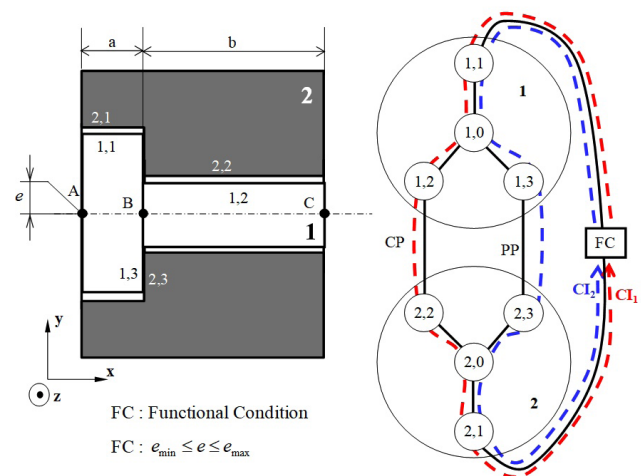 a b
2
2,1
1,1
2,2
1,2
A
e
B
C
1
1,3
2,3
y
x
z
FC : Functional Condition
FC : e_min ≤ e ≤ e_max
1,1
1
1,0
1,2
1,3
CP
PP
FC
CI₂
CI₁
2,2
2,3
2,0
2
2,1